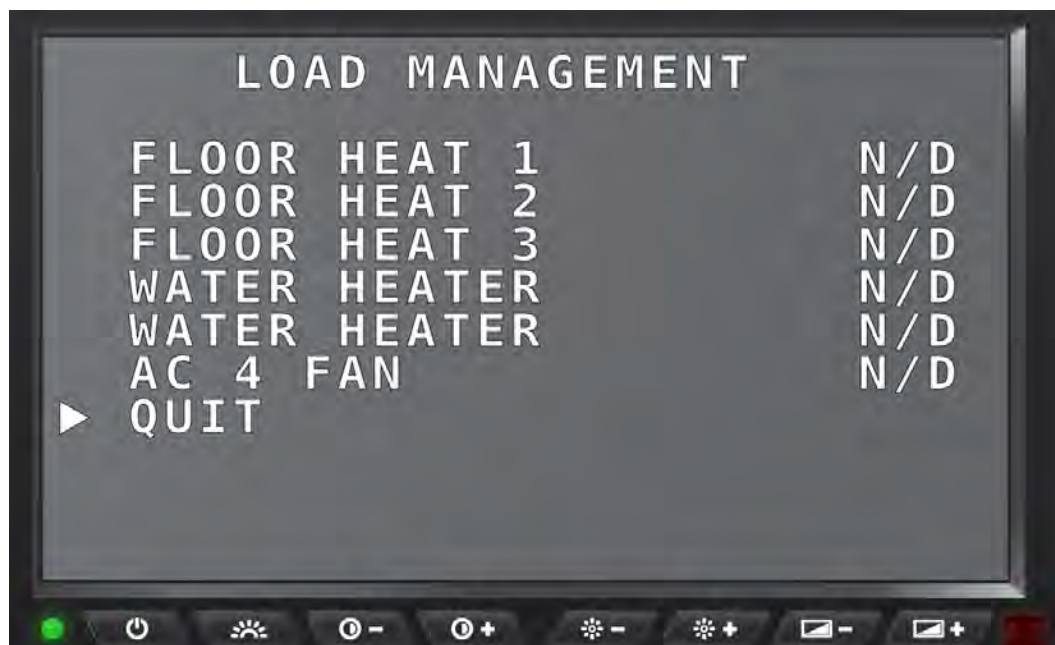 LOAD MANAGEMENT
FLOOR HEAT 1 N/D
FLOOR HEAT 2 N/D
FLOOR HEAT 3 N/D
WATER HEATER N/D
WATER HEATER N/D
AC 4 FAN N/D
QUIT